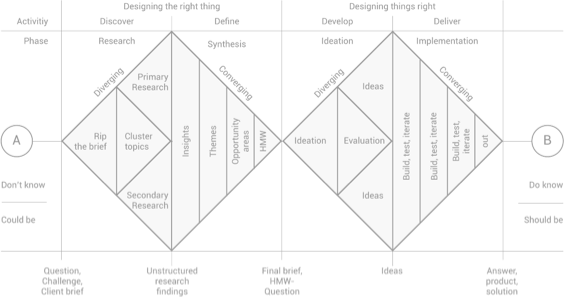 Designing the right thing
Designing things right
Activitiy
Discover
Define
Develop
Deliver
Phase
Research
Synthesis
Ideation
Implementation
Diverging
Converging
Diverging
Converging
Primary
Research
Ideas
A
Rip
the brief
Cluster
topics
Insights
Themes
Opportunity
areas
HMW
Ideation
Evaluation
Build, test, iterate
Build, test, iterate
Build, test,
iterate
out
B
Don't know
Do know
Secondary
Research
Ideas
Could be
Should be
Question,
Challenge,
Client brief
Unstructured
research
findings
Final brief,
HMW-
Question
Ideas
Answer,
product,
solution